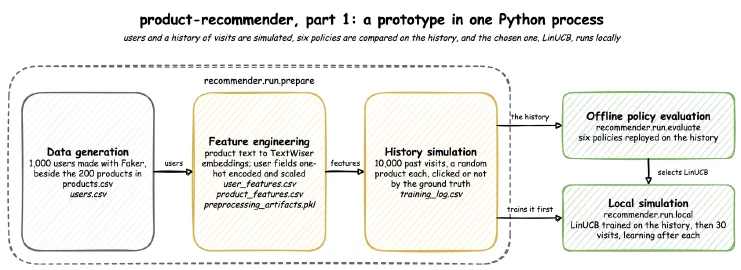 product-recommender, part 1: a prototype in one Python process
users and a history of visits are simulated, six policies are compared on the history, and the chosen one, LinUCB, runs locally
recommender.run.prepare
Data generation
1,000 users made with Faker,
beside the 200 products in
products.csv
users.csv
users
Feature engineering
product text to TextWiser
embeddings; user fields one-
hot encoded and scaled
user_features.csv
product_features.csv
preprocessing_artifacts.pkl
features
History simulation
10,000 past visits, a random
product each, clicked or not
by the ground truth
training_log.csv
the history
Offline policy evaluation
recommender.run.evaluate
six policies replayed on the history
selects LinUCB
trains it first
Local simulation
recommender.run.local
LinUCB trained on the history, then 30
visits, learning after each